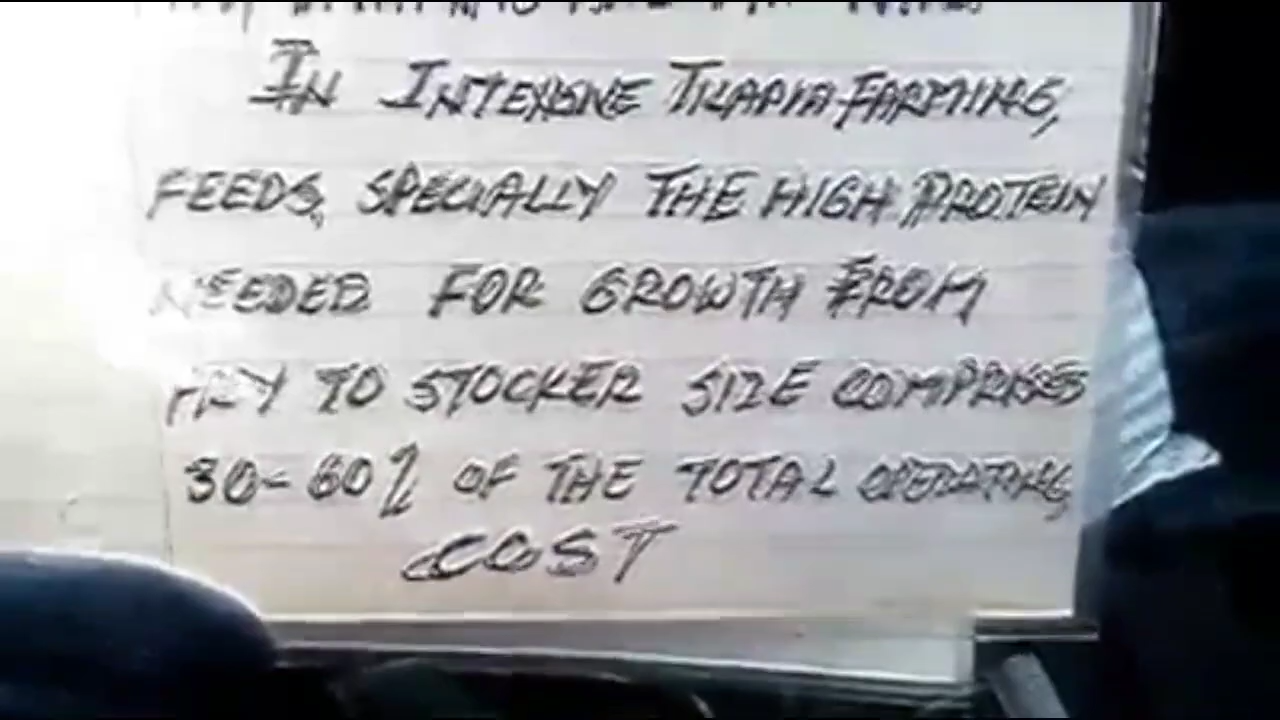 IN INTENSIVE TILAPIA FARMING,
FEEDS, SPECIALLY THE HIGH PROTEIN
NEEDED FOR GROWTH FROM
FRY TO STOCKER SIZE COMPRISES
30-60% OF THE TOTAL OPERATING
COST